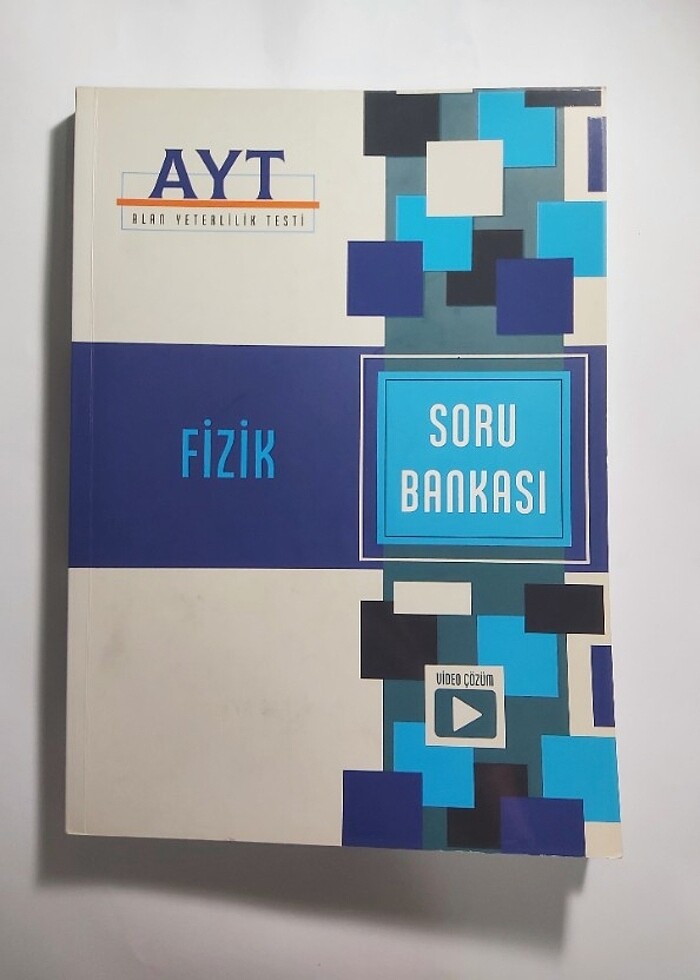 AYT
ALAN YETERLİLİK TESTİ
FİZİK
SORU
BANKASI
VİDEO ÇÖZÜM